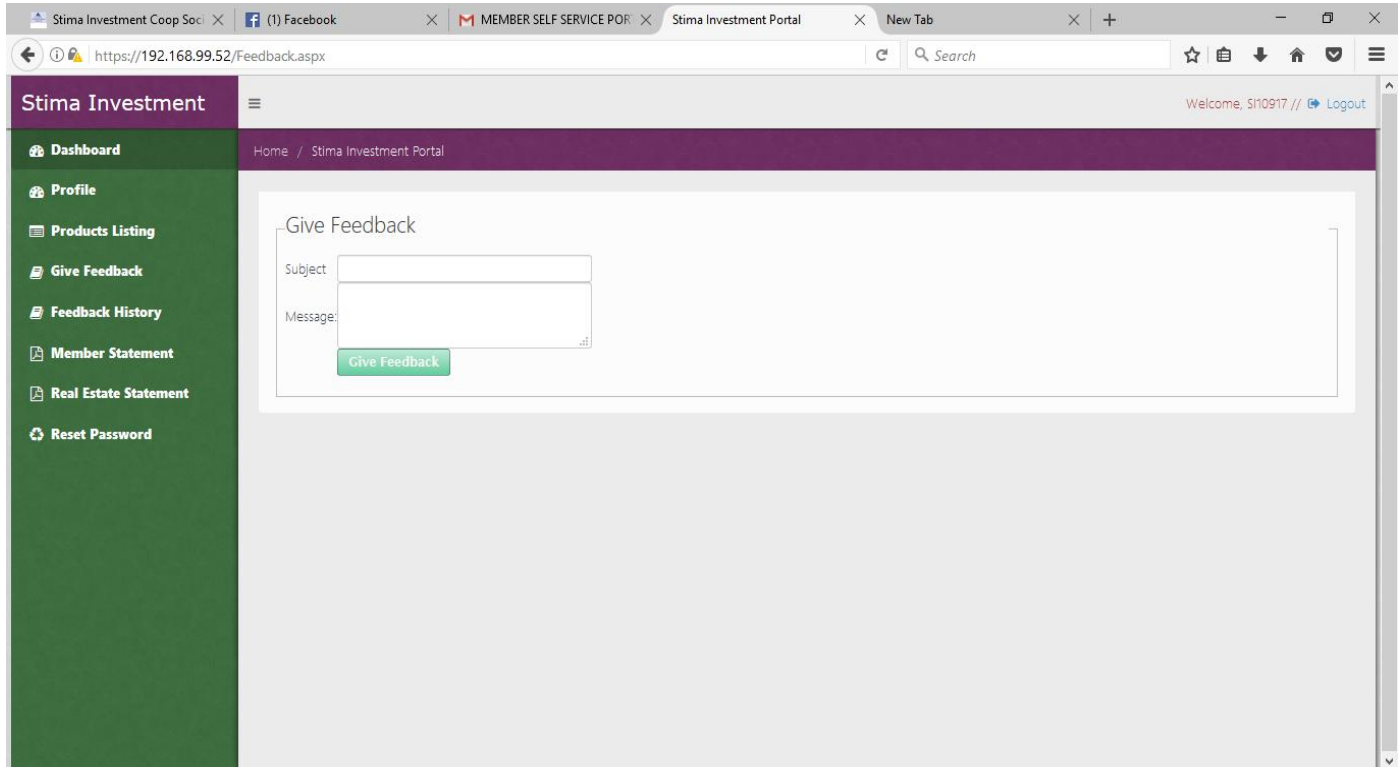 Stima Investment Coop Soci
(1) Facebook
MEMBER SELF SERVICE POR
Stima Investment Portal
New Tab
https://192.168.99.52/Feedback.aspx
Search
Stima Investment
Welcome, SI10917 // Logout
Dashboard
Home / Stima Investment Portal
Profile
Products Listing
Give Feedback
Feedback History
Member Statement
Real Estate Statement
Reset Password
Give Feedback
Subject
Message:
Give Feedback